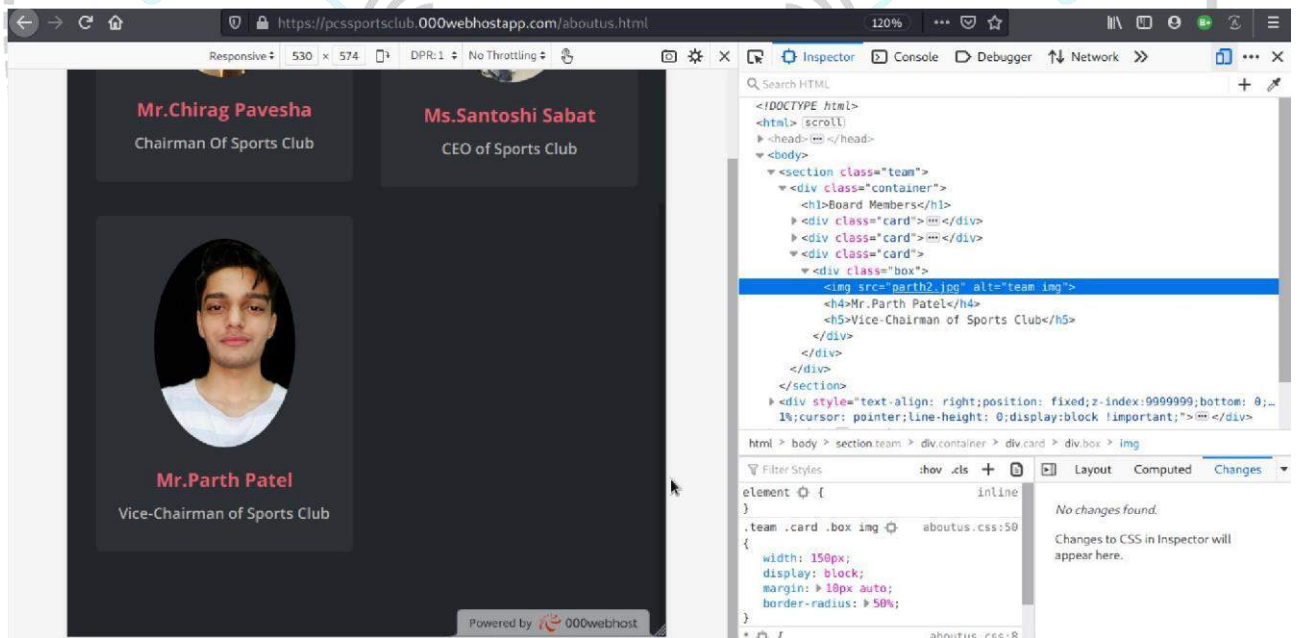 https://pcssportsclub.000webhostapp.com/aboutus.html
120%
Responsive 530 × 574 DPR: 1 No Throttling
Inspector Console Debugger Network
Search HTML
Mr.Chirag Pavesha
Chairman Of Sports Club
Ms.Santoshi Sabat
CEO of Sports Club
Mr.Parth Patel
Vice-Chairman of Sports Club
Powered by 000webhost
<!DOCTYPE html>
<html> scroll
<head> </head>
<body>
<section class="team">
<div class="container">
<h1>Board Members</h1>
<div class="card"> </div>
<div class="card"> </div>
<div class="card">
<div class="box">
<img src="parth2.jpg" alt="team img">
<h4>Mr.Parth Patel</h4>
<h5>Vice-Chairman of Sports Club</h5>
</div>
</div>
</div>
</section>
<div style="text-align: right;position: fixed;z-index:9999999;bottom: 0;…
1%;cursor: pointer;line-height: 0;display:block !important;"> </div>
html > body > section.team > div.container > div.card > div.box > img
Filter Styles :hov .cls +
element { inline
}
.team .card .box img aboutus.css:50
{
width: 150px;
display: block;
margin: 10px auto;
border-radius: 50%;
}
* { aboutus.css:8
Layout Computed Changes
No changes found.
Changes to CSS in Inspector will
appear here.